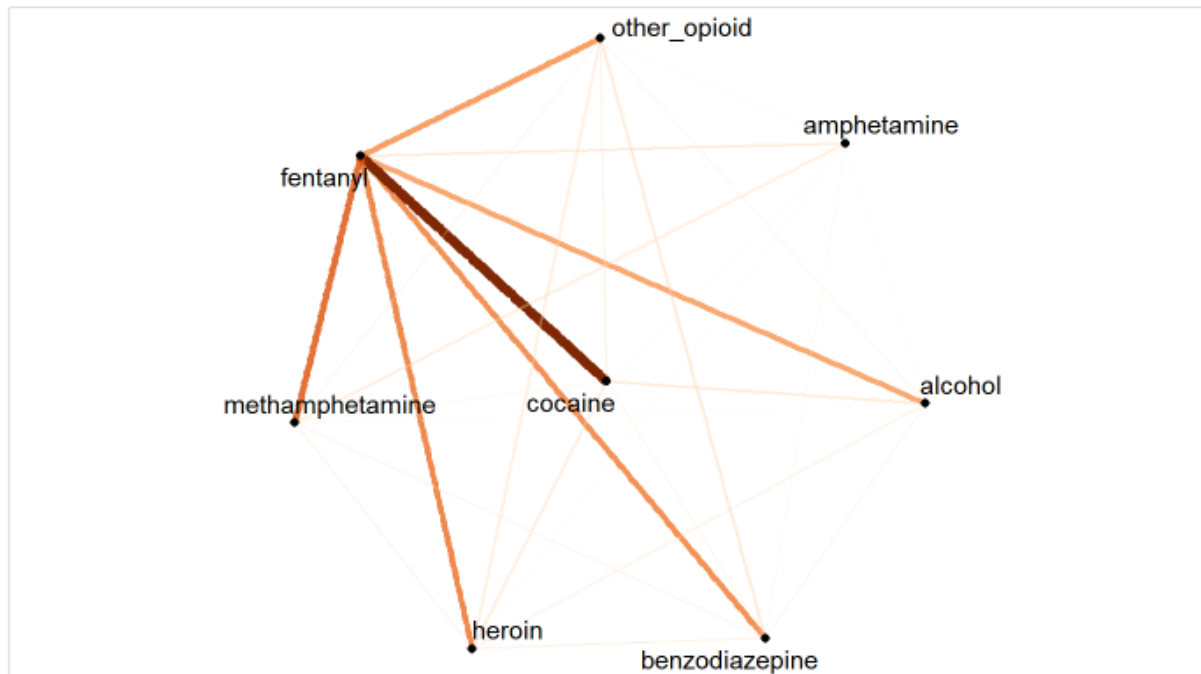 other_opioid
amphetamine
fentanyl
alcohol
methamphetamine
cocaine
heroin
benzodiazepine